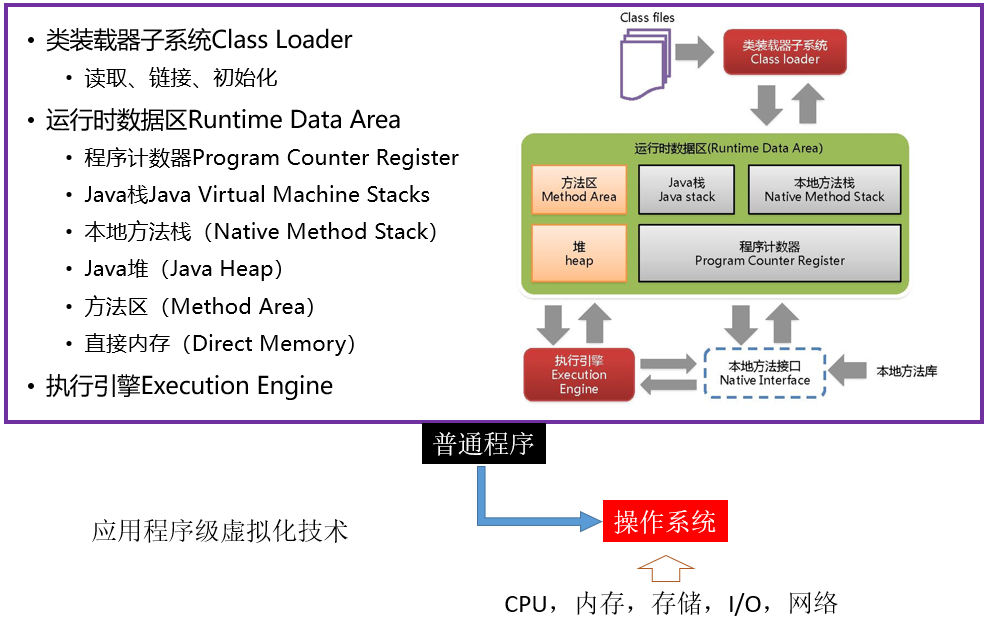 • 类装载器子系统Class Loader
• 读取、链接、初始化
• 运行时数据区Runtime Data Area
• 程序计数器Program Counter Register
• Java栈Java Virtual Machine Stacks
• 本地方法栈（Native Method Stack）
• Java堆（Java Heap）
• 方法区（Method Area）
• 直接内存（Direct Memory）
• 执行引擎Execution Engine
Class files
类装载器子系统
Class loader
运行时数据区(Runtime Data Area)
方法区
Method Area
Java栈
Java stack
本地方法栈
Native Method Stack
堆
heap
程序计数器
Program Counter Register
执行引擎
Execution
Engine
本地方法接口
Native Interface
本地方法库
普通程序
应用程序级虚拟化技术
操作系统
CPU，内存，存储，I/O，网络